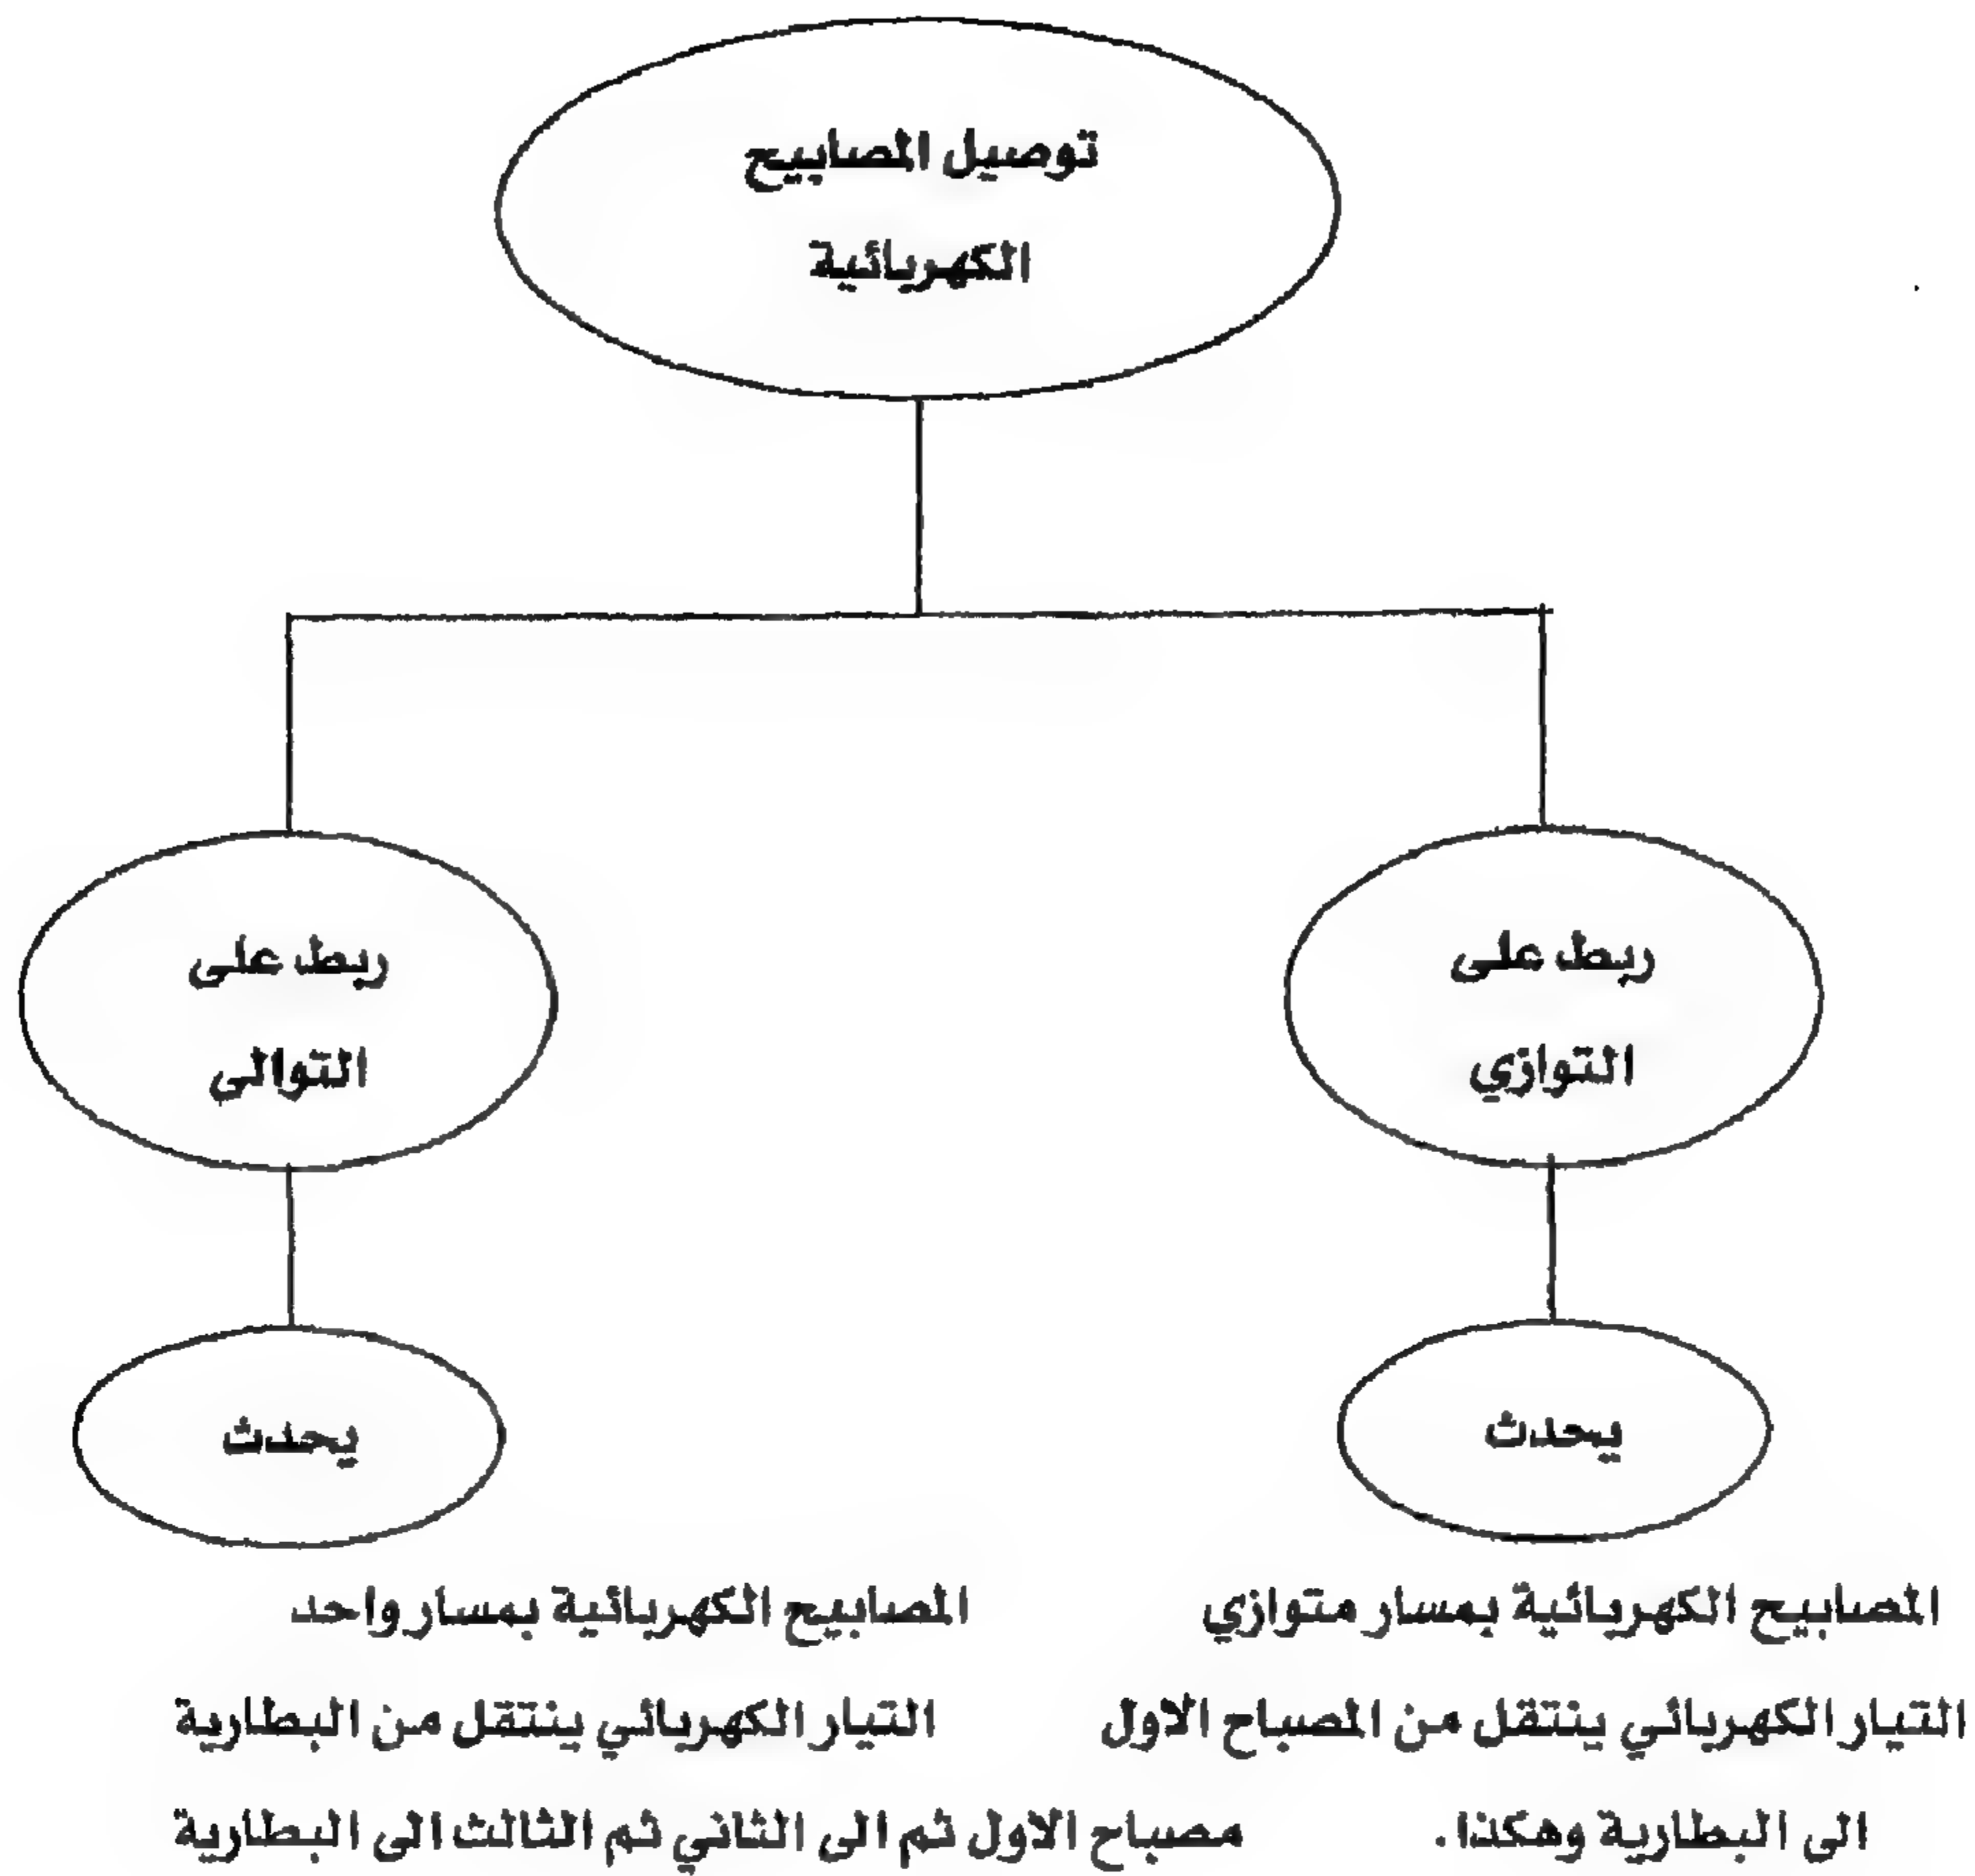 توصيل المصابيح
الكهربائية
ربط على
التوازي
ربط على
التوالي
يحدث
يحدث
المصابيح الكهربائية بمسار متوازي
التيار الكهربائي ينتقل من المصباح الاول
الى البطارية وهكذا.
المصابيح الكهربائية بمسار واحد
التيار الكهربائي ينتقل من البطارية
مصباح الاول ثم الى الثاني ثم الثالث الى البطارية